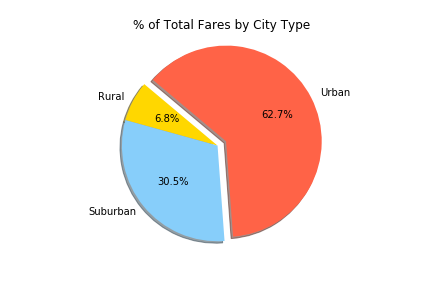 % of Total Fares by City Type
Urban
Rural
62.7%
6.8%
30.5%
Suburban